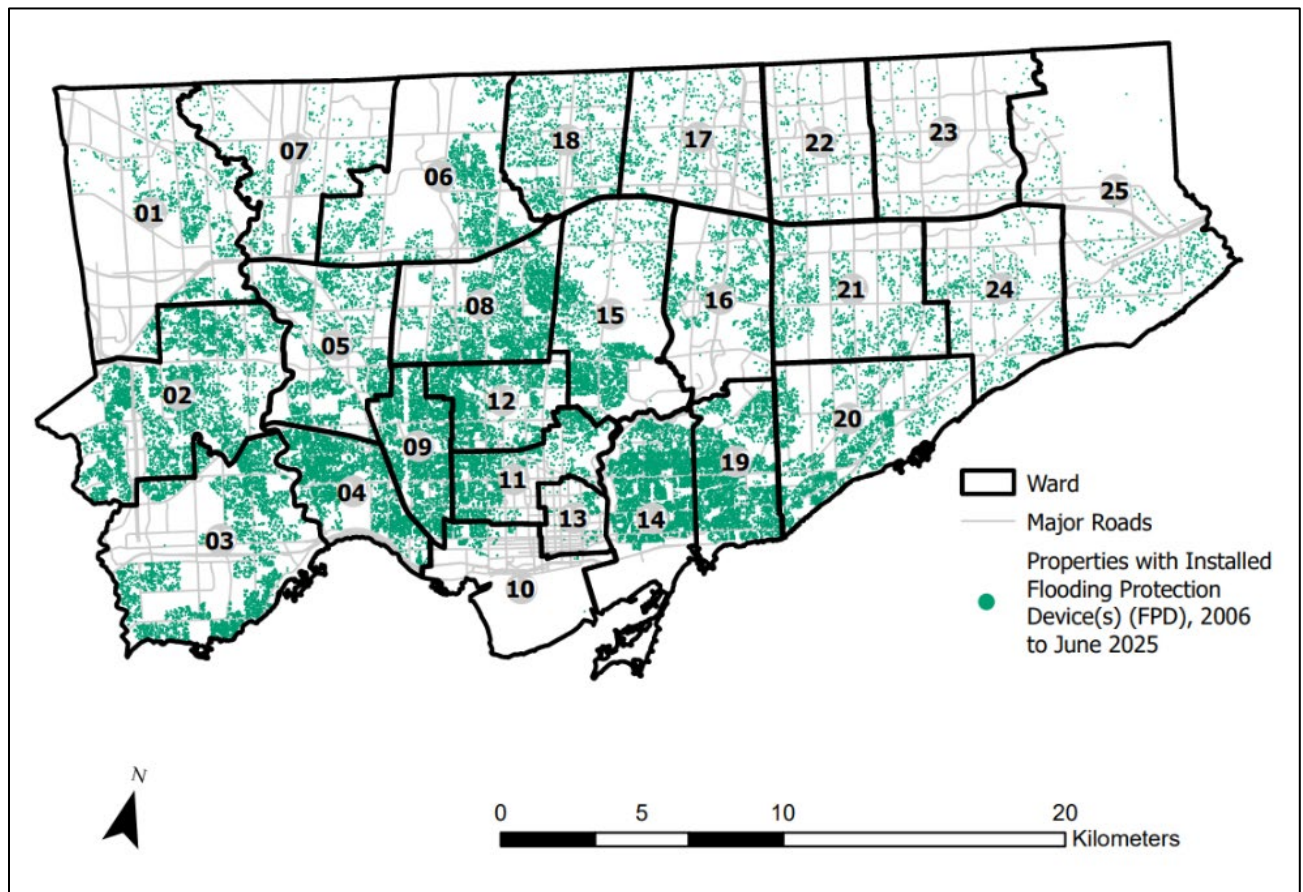 18
17
22
23
07
06
01
25
08
15
16
21
24
05
02
12
20
09
19
04
11
13
14
03
10
Ward
Major Roads
Properties with Installed
Flooding Protection
Device(s) (FPD), 2006
to June 2025
N
0 5 10 20
Kilometers